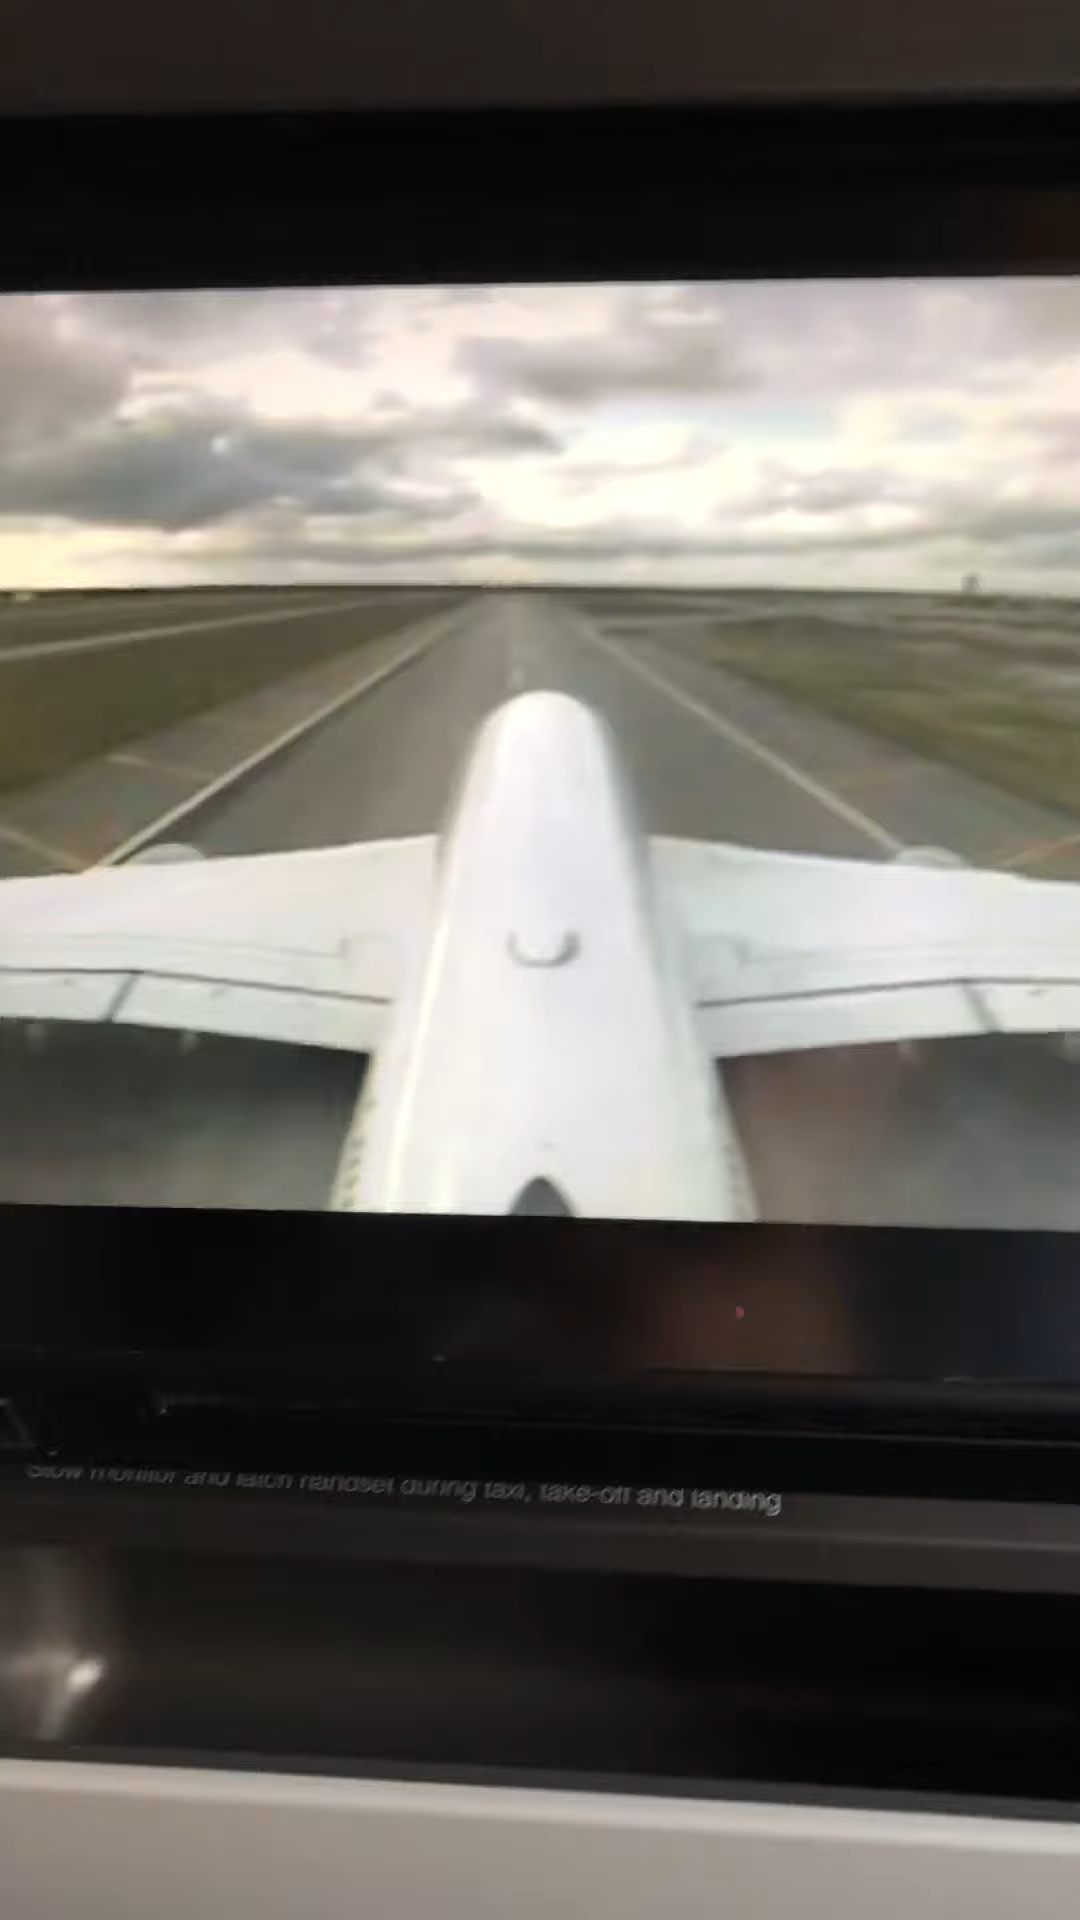 Stow monitor and latch handset during taxi, take-off and landing